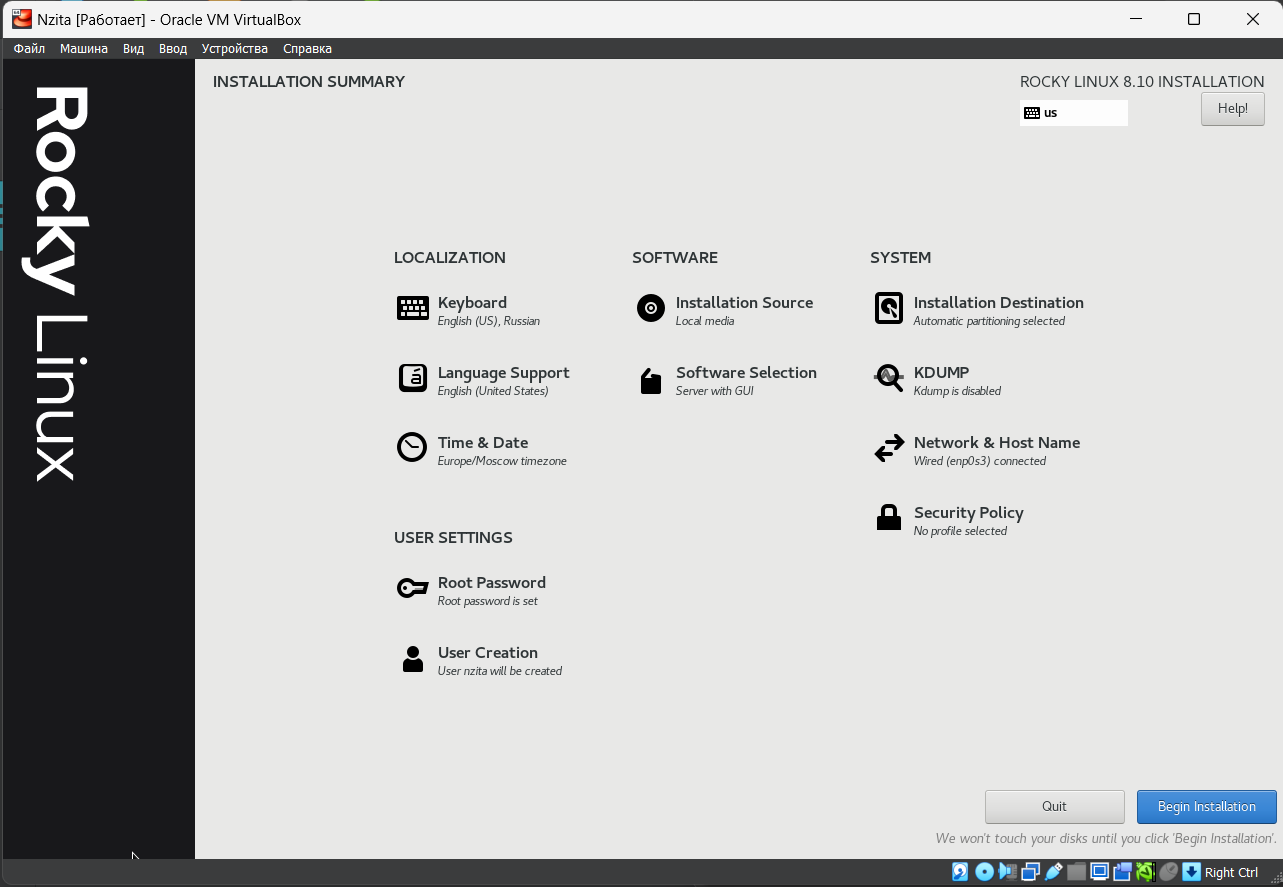 Nzita [Работает] - Oracle VM VirtualBox
Файл Машина Вид Ввод Устройства Справка
Rocky Linux
INSTALLATION SUMMARY
ROCKY LINUX 8.10 INSTALLATION
us
Help!
LOCALIZATION
Keyboard
English (US), Russian
Language Support
English (United States)
Time & Date
Europe/Moscow timezone
SOFTWARE
Installation Source
Local media
Software Selection
Server with GUI
SYSTEM
Installation Destination
Automatic partitioning selected
KDUMP
Kdump is disabled
Network & Host Name
Wired (enp0s3) connected
Security Policy
No profile selected
USER SETTINGS
Root Password
Root password is set
User Creation
User nzita will be created
Quit
Begin Installation
We won't touch your disks until you click 'Begin Installation'.
Right Ctrl